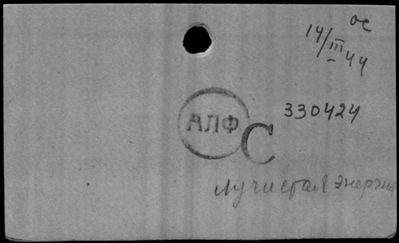 ос
14/III-44
АЛФ
330424
С
лучистая энергия